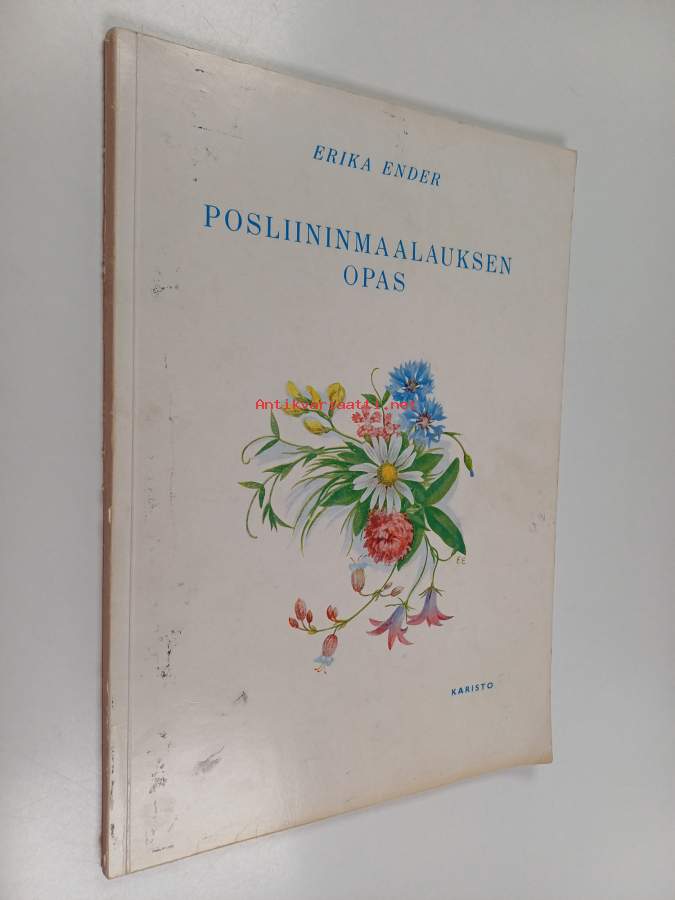 ERIKA ENDER
POSLIININMAALAUKSEN
OPAS
Antikvariaatti.net
EE
KARISTO